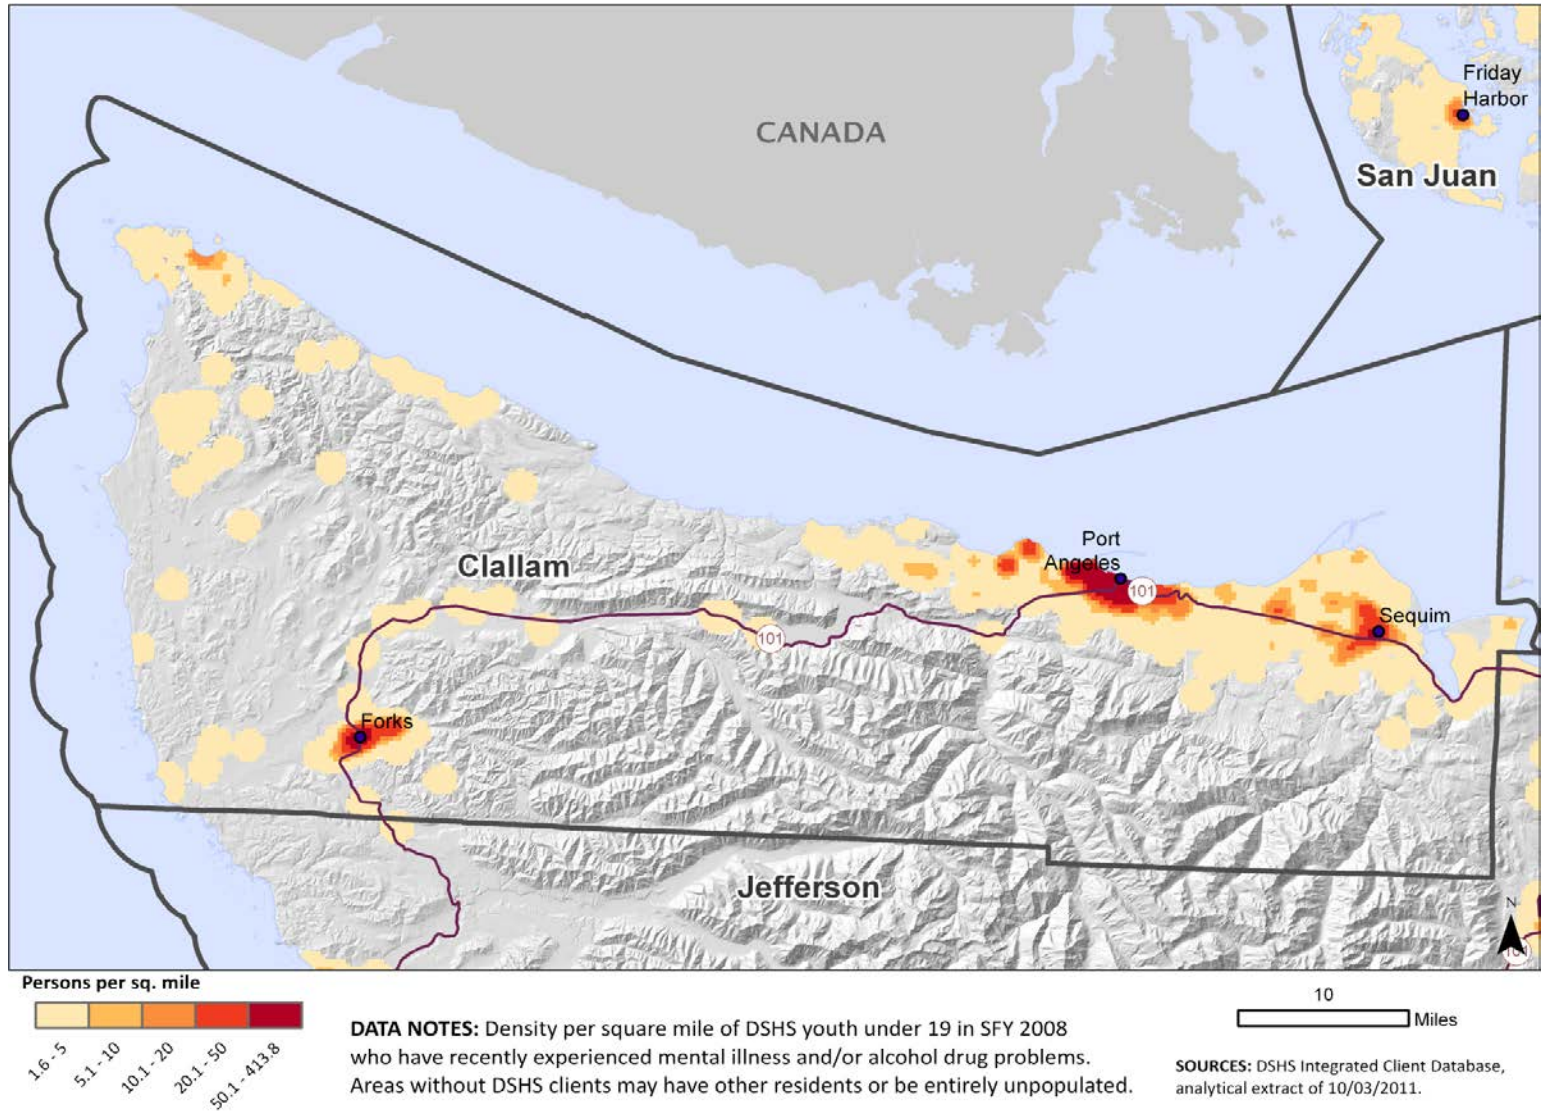 Friday
Harbor
CANADA
San Juan
Port
Angeles
101
Clallam
Sequim
101
Forks
Jefferson
N
101
Persons per sq. mile
1.6 - 5
5.1 - 10
10.1 - 20
20.1 - 50
50.1 - 413.8
DATA NOTES: Density per square mile of DSHS youth under 19 in SFY 2008
who have recently experienced mental illness and/or alcohol drug problems.
Areas without DSHS clients may have other residents or be entirely unpopulated.
10
Miles
SOURCES: DSHS Integrated Client Database,
analytical extract of 10/03/2011.